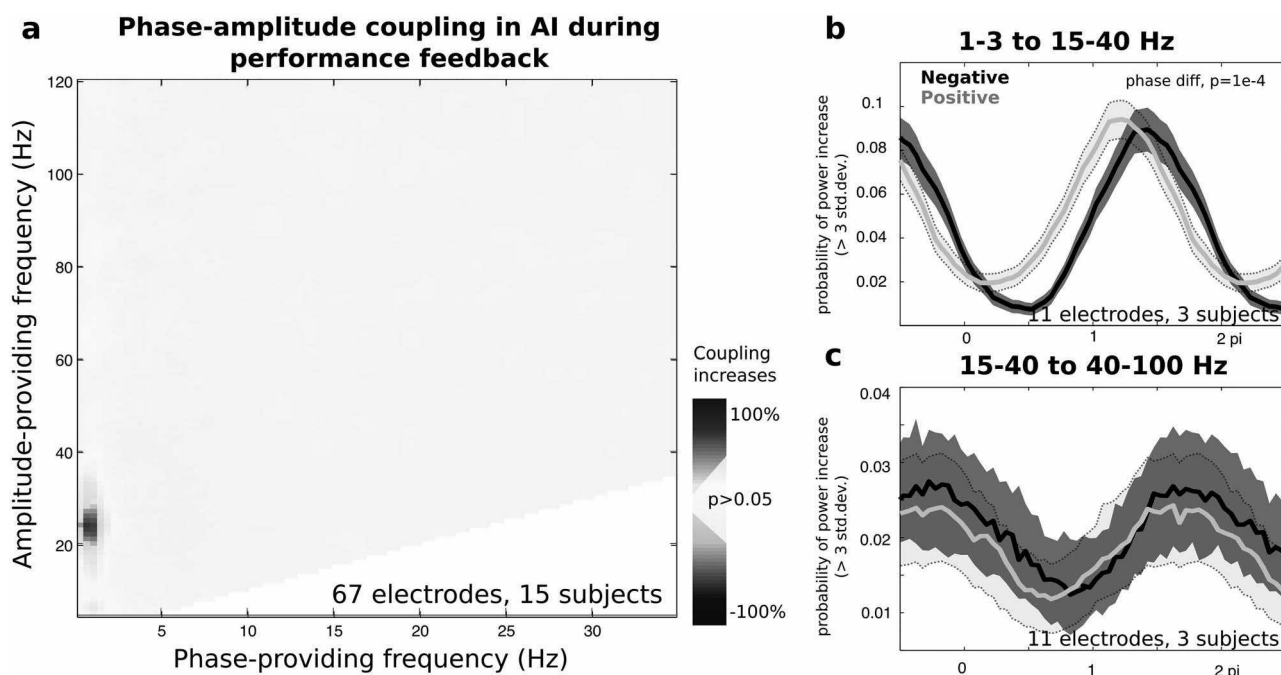 a
Phase-amplitude coupling in AI during
performance feedback
Amplitude-providing frequency (Hz)
120
100
80
60
40
20
5
10
15
20
25
30
Phase-providing frequency (Hz)
67 electrodes, 15 subjects
Coupling
increases
100%
p>0.05
-100%
b
1-3 to 15-40 Hz
Negative
Positive
phase diff, p=1e-4
probability of power increase
(> 3 std.dev.)
0.1
0.08
0.06
0.04
0.02
11 electrodes, 3 subjects
0
1
2 pi
c
15-40 to 40-100 Hz
probability of power increase
(> 3 std.dev.)
0.04
0.03
0.02
0.01
11 electrodes, 3 subjects
0
1
2 pi